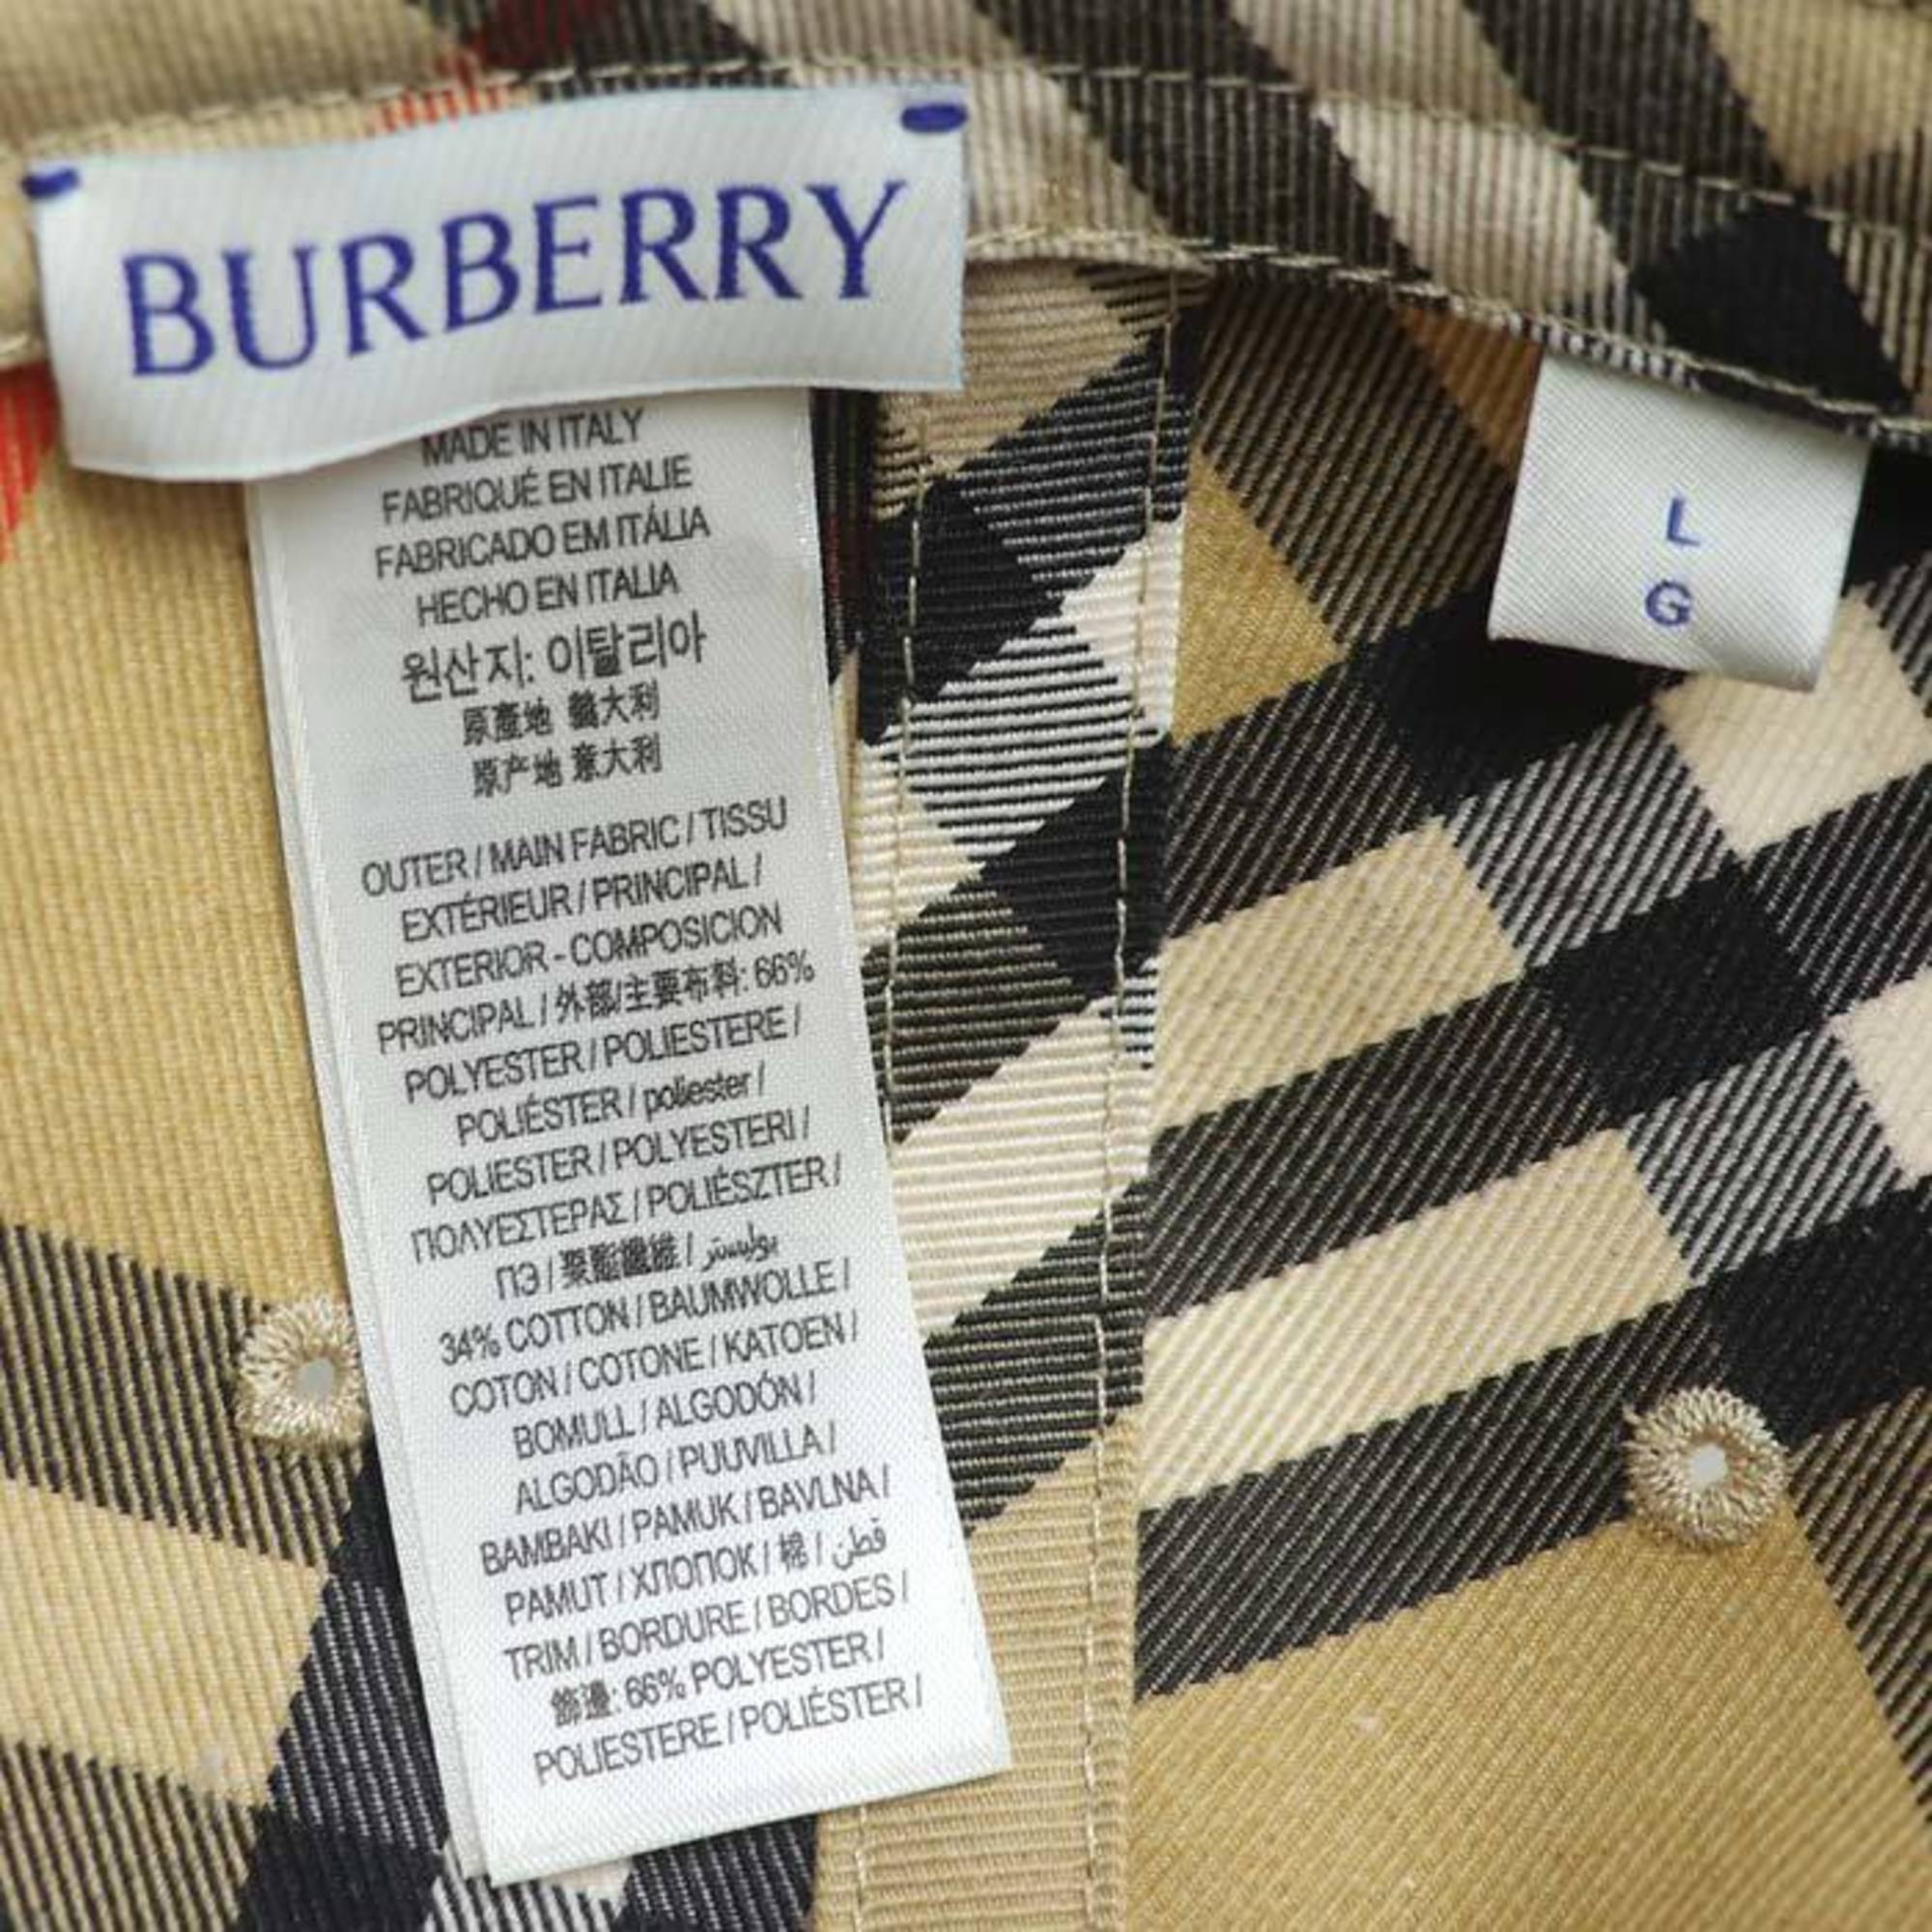 BURBERRY
MADE IN ITALY
FABRIQUÉ EN ITALIE
FABRICADO EM ITÁLIA
HECHO EN ITALIA
원산지: 이탈리아
原產地 義大利
原产地 意大利
OUTER / MAIN FABRIC / TISSU
EXTÉRIEUR / PRINCIPAL /
EXTERIOR - COMPOSICION
PRINCIPAL / 外部/主要布料: 66%
POLYESTER / POLIESTERE /
POLIÉSTER / poliester /
POLIESTER / POLYESTERI /
ΠΟΛΥΕΣΤΕΡΑΣ / POLIÉSZTER /
ПЭ / 聚酯纖維 / بوليستر
34% COTTON / BAUMWOLLE /
COTON / COTONE / KATOEN /
BOMULL / ALGODÓN /
ALGODÃO / PUUVILLA /
BAMBAKI / PAMUK / BAVLNA /
PAMUT / ХЛОПОК / 棉 / قطن
TRIM / BORDURE / BORDES /
飾邊: 66% POLYESTER /
POLIESTERE / POLIÉSTER /
L
G